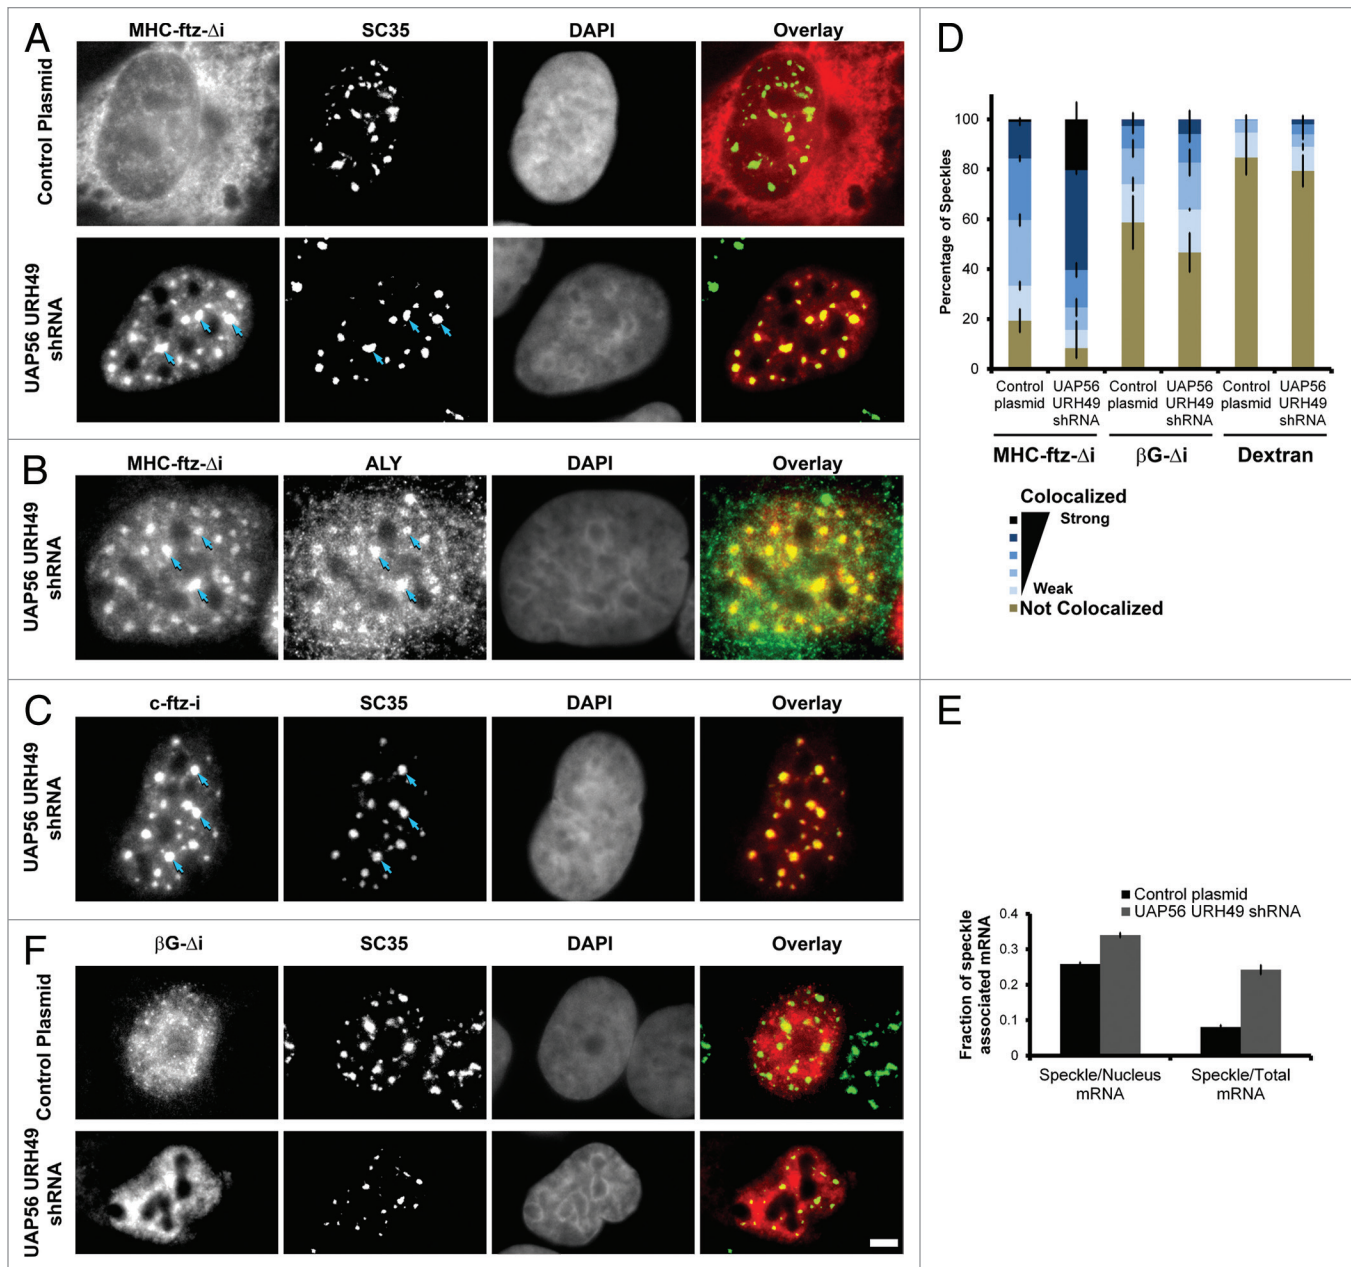 A
MHC-ftz-Δi SC35 DAPI Overlay
Control Plasmid
UAP56 URH49
shRNA
B
MHC-ftz-Δi ALY DAPI Overlay
UAP56 URH49
shRNA
C
c-ftz-i SC35 DAPI Overlay
UAP56 URH49
shRNA
F
βG-Δi SC35 DAPI Overlay
Control Plasmid
UAP56 URH49
shRNA
D
Percentage of Speckles
100
80
60
40
20
0
Control plasmid
UAP56 URH49 shRNA
Control plasmid
UAP56 URH49 shRNA
Control plasmid
UAP56 URH49 shRNA
MHC-ftz-Δi βG-Δi Dextran
Colocalized
Strong
Weak
Not Colocalized
E
Control plasmid
UAP56 URH49 shRNA
Fraction of speckle
associated mRNA
0.4
0.3
0.2
0.1
0
Speckle/Nucleus
mRNA
Speckle/Total
mRNA